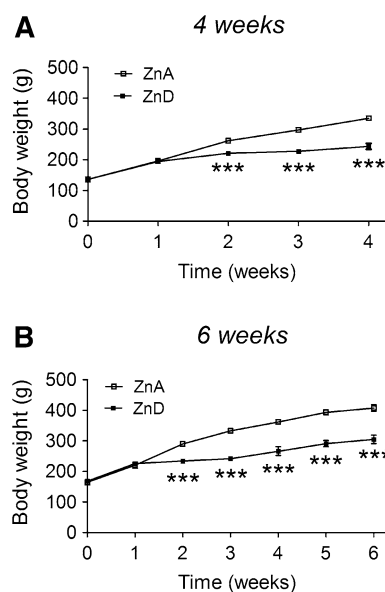 A
4 weeks
500
400
300
200
100
0
Body weight (g)
ZnA
ZnD
*** *** ***
0 1 2 3 4
Time (weeks)
B
6 weeks
500
400
300
200
100
0
Body weight (g)
ZnA
ZnD
*** *** *** *** ***
0 1 2 3 4 5 6
Time (weeks)